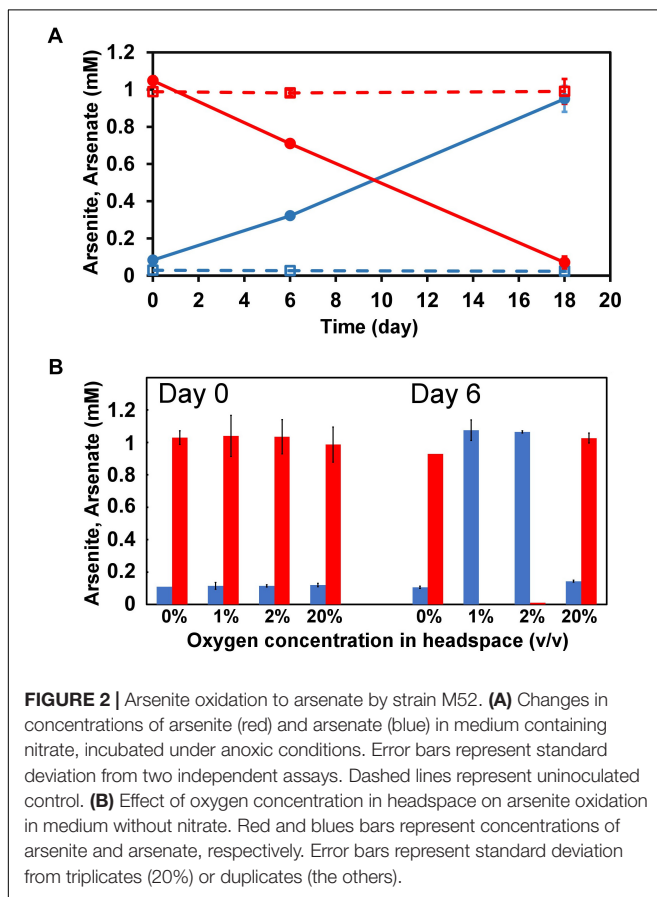 A
Arsenite, Arsenate (mM)
1.2
1
0.8
0.6
0.4
0.2
0
0 2 4 6 8 10 12 14 16 18 20
Time (day)
B
Arsenite, Arsenate (mM)
Day 0 Day 6
1.2
1
0.8
0.6
0.4
0.2
0
0% 1% 2% 20% 0% 1% 2% 20%
Oxygen concentration in headspace (v/v)
FIGURE 2 | Arsenite oxidation to arsenate by strain M52. (A) Changes in
concentrations of arsenite (red) and arsenate (blue) in medium containing
nitrate, incubated under anoxic conditions. Error bars represent standard
deviation from two independent assays. Dashed lines represent uninoculated
control. (B) Effect of oxygen concentration in headspace on arsenite oxidation
in medium without nitrate. Red and blues bars represent concentrations of
arsenite and arsenate, respectively. Error bars represent standard deviation
from triplicates (20%) or duplicates (the others).